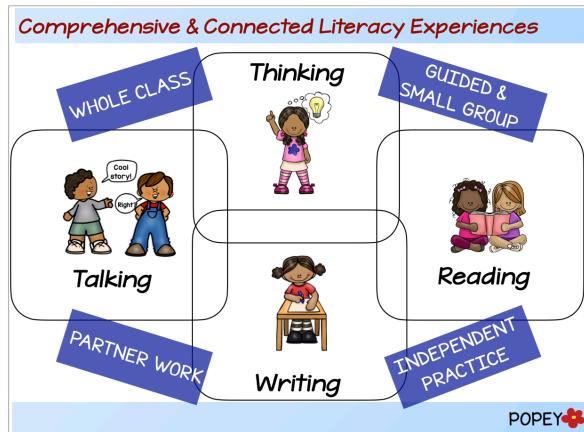 Comprehensive & Connected Literacy Experiences
WHOLE CLASS
Thinking
GUIDED &
SMALL GROUP
Cool
story!
Right!
Talking
Reading
PARTNER WORK
Writing
INDEPENDENT
PRACTICE
POPEY